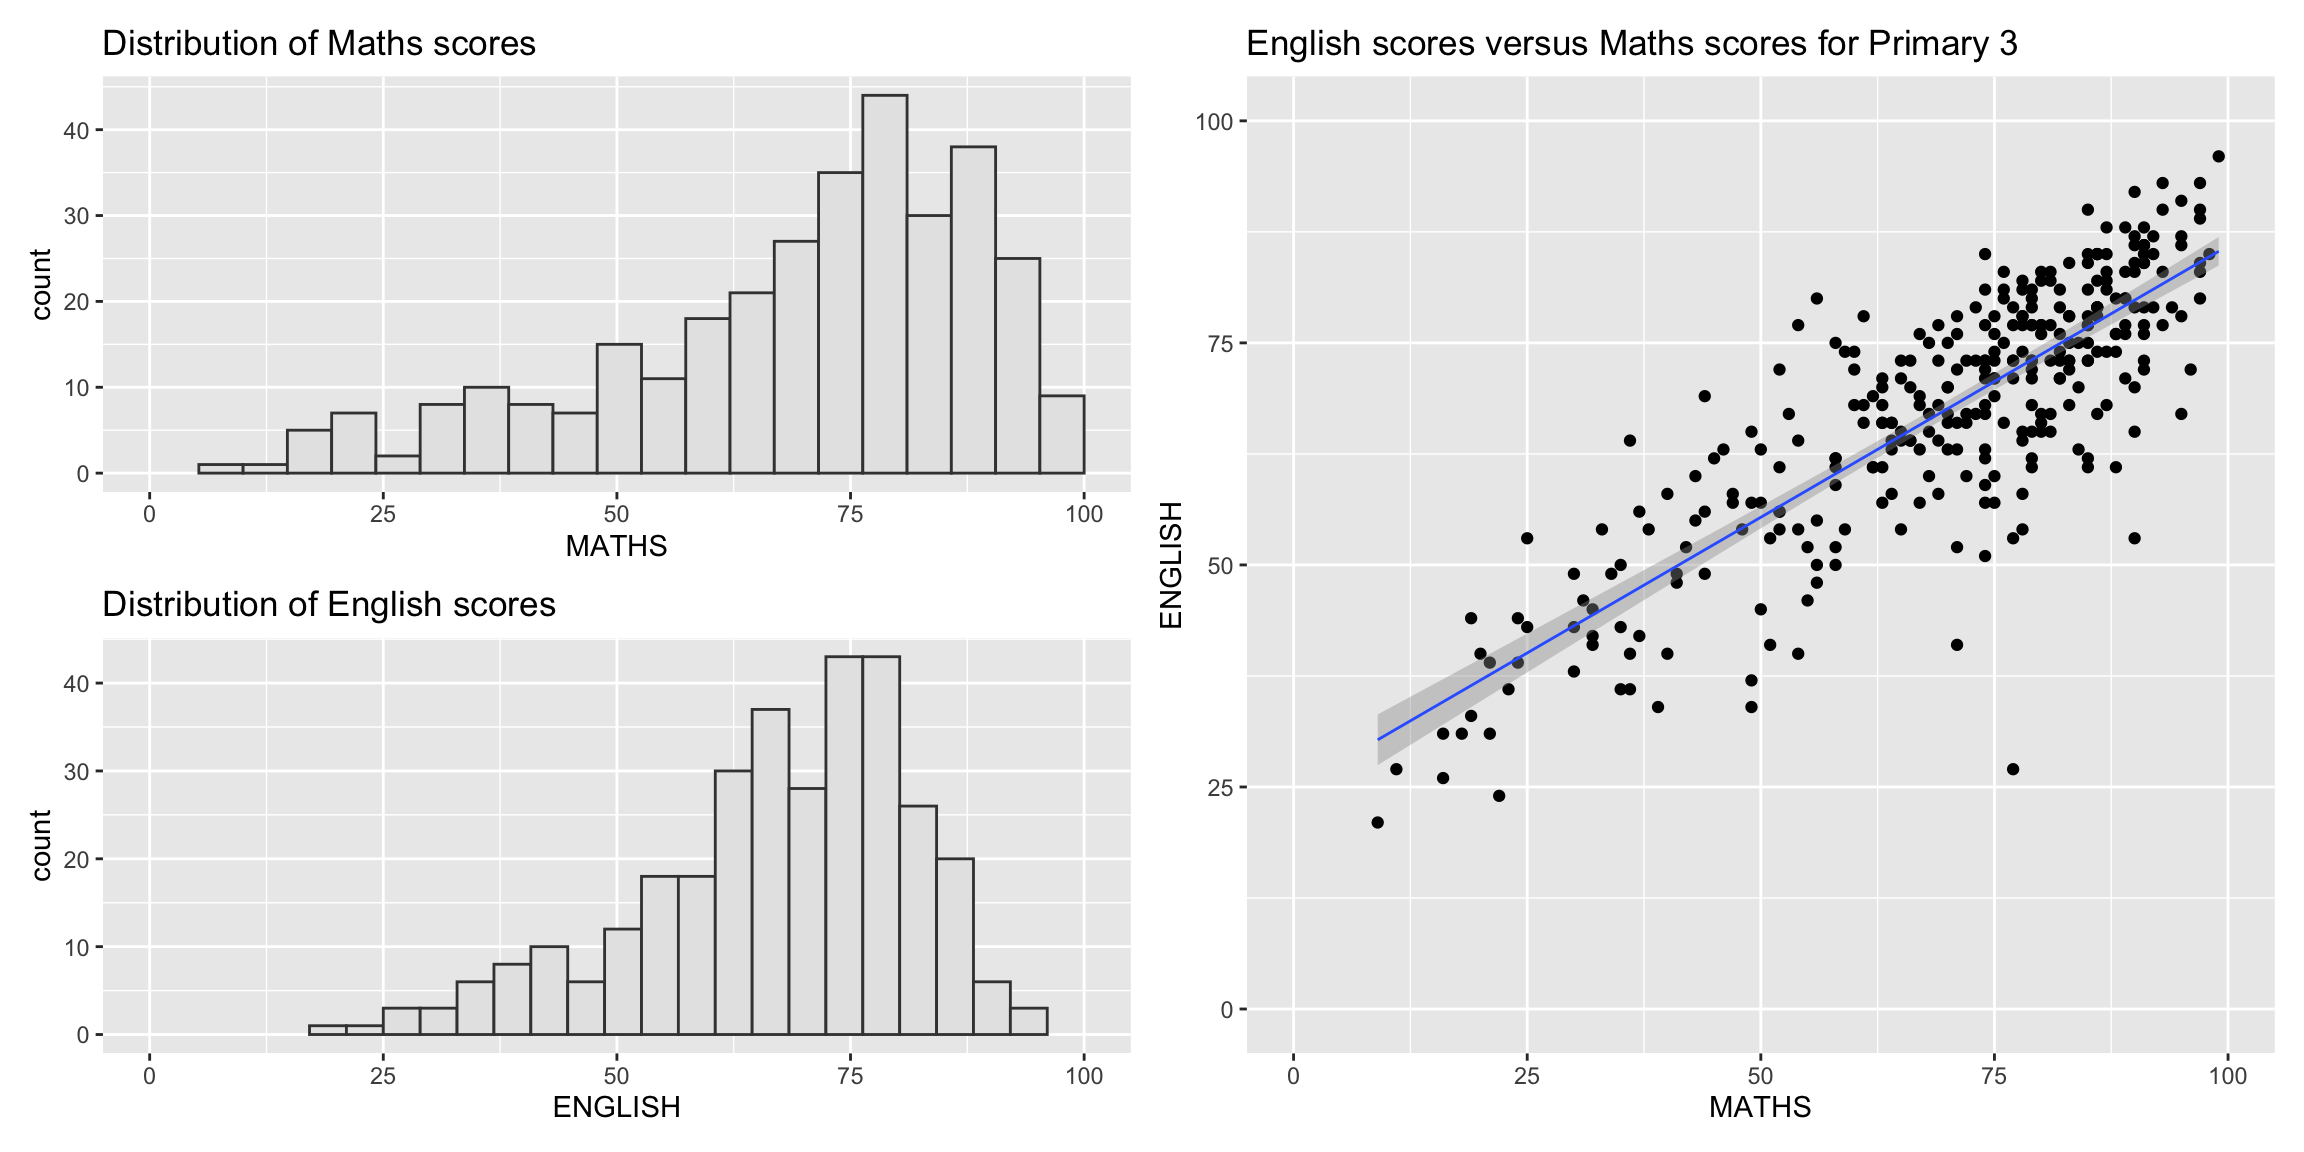 Distribution of Maths scores
40
30
20
10
0
count
0 25 50 75 100
MATHS
Distribution of English scores
40
30
20
10
0
count
0 25 50 75 100
ENGLISH
English scores versus Maths scores for Primary 3
100
75
50
25
0
ENGLISH
0 25 50 75 100
MATHS